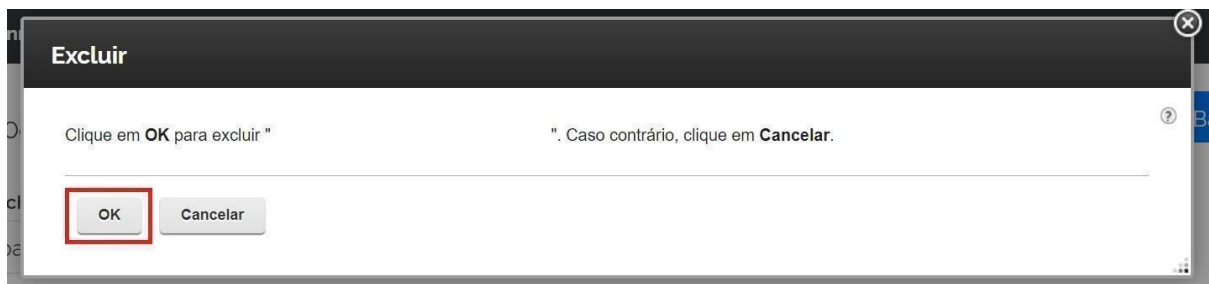 Excluir
Clique em OK para excluir " ". Caso contrário, clique em Cancelar.
OK Cancelar